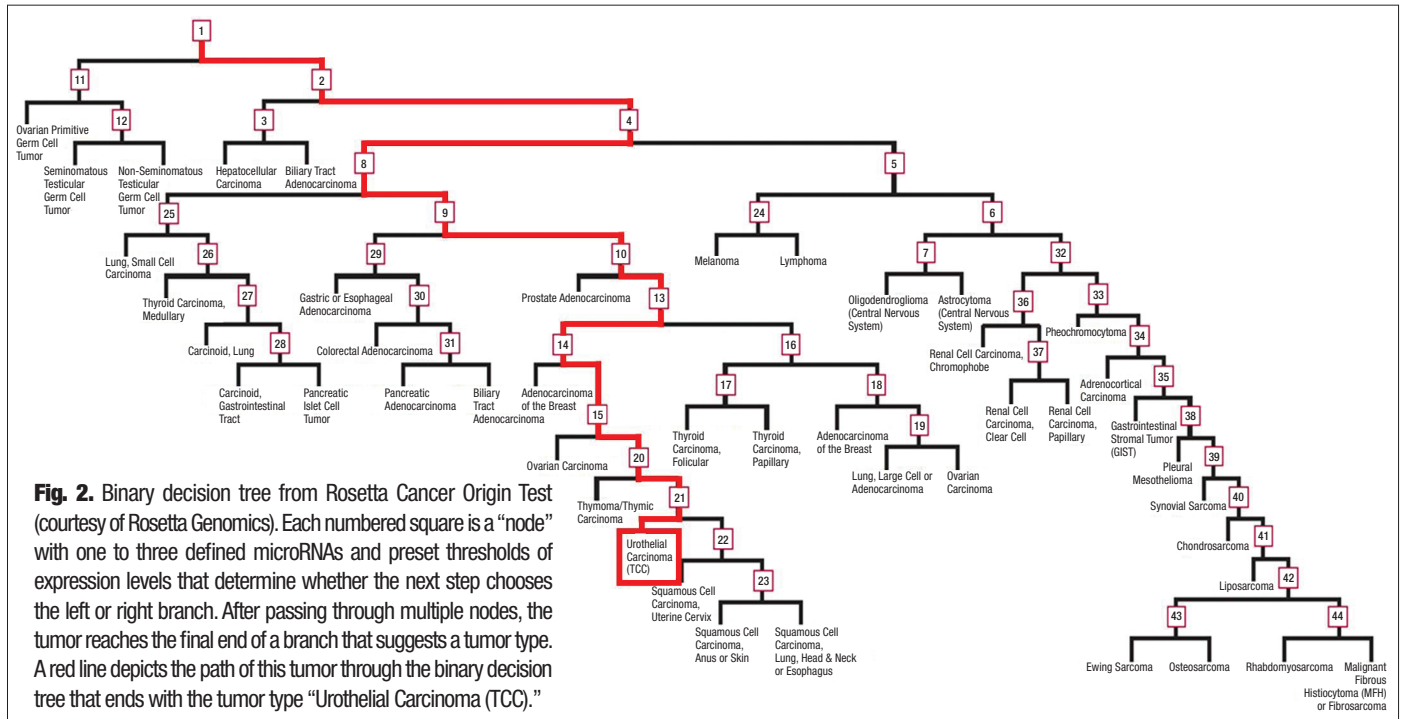 1
11
2
12
3
4
Ovarian Primitive
Germ Cell
Tumor
Seminomatous
Testicular
Germ Cell
Tumor
Non-Seminomatous
Testicular
Germ Cell
Tumor
Hepatocellular
Carcinoma
Biliary Tract
Adenocarcinoma
8
5
25
9
24
6
Lung, Small Cell
Carcinoma
26
29
10
Melanoma
Lymphoma
7
32
Thyroid Carcinoma,
Medullary
27
Gastric or Esophageal
Adenocarcinoma
30
Prostate Adenocarcinoma
13
Oligodendroglioma
(Central Nervous
System)
Astrocytoma
(Central Nervous
System)
36
33
Carcinoid, Lung
28
Colorectal Adenocarcinoma
31
14
16
Renal Cell Carcinoma,
Chromophobe
37
Pheochromocytoma
34
Carcinoid,
Gastrointestinal
Tract
Pancreatic
Islet Cell
Tumor
Pancreatic
Adenocarcinoma
Biliary
Tract
Adenocarcinoma
Adenocarcinoma
of the Breast
15
17
18
Renal Cell
Carcinoma,
Clear Cell
Renal Cell
Carcinoma,
Papillary
Adrenocortical
Carcinoma
35
Ovarian Carcinoma
20
Thyroid
Carcinoma,
Folicular
Thyroid
Carcinoma,
Papillary
Adenocarcinoma
of the Breast
19
Gastrointestinal
Stromal Tumor
(GIST)
38
Thymoma/Thymic
Carcinoma
21
Lung, Large Cell or
Adenocarcinoma
Ovarian
Carcinoma
Pleural
Mesothelioma
39
Urothelial
Carcinoma
(TCC)
22
Synovial Sarcoma
40
Squamous Cell
Carcinoma,
Uterine Cervix
23
Chondrosarcoma
41
Squamous Cell
Carcinoma,
Anus or Skin
Squamous Cell
Carcinoma,
Lung, Head & Neck
or Esophagus
Liposarcoma
42
43
44
Ewing Sarcoma
Osteosarcoma
Rhabdomyosarcoma
Malignant
Fibrous
Histiocytoma (MFH)
or Fibrosarcoma
Fig. 2. Binary decision tree from Rosetta Cancer Origin Test
(courtesy of Rosetta Genomics). Each numbered square is a “node”
with one to three defined microRNAs and preset thresholds of
expression levels that determine whether the next step chooses
the left or right branch. After passing through multiple nodes, the
tumor reaches the final end of a branch that suggests a tumor type.
A red line depicts the path of this tumor through the binary decision
tree that ends with the tumor type “Urothelial Carcinoma (TCC).”